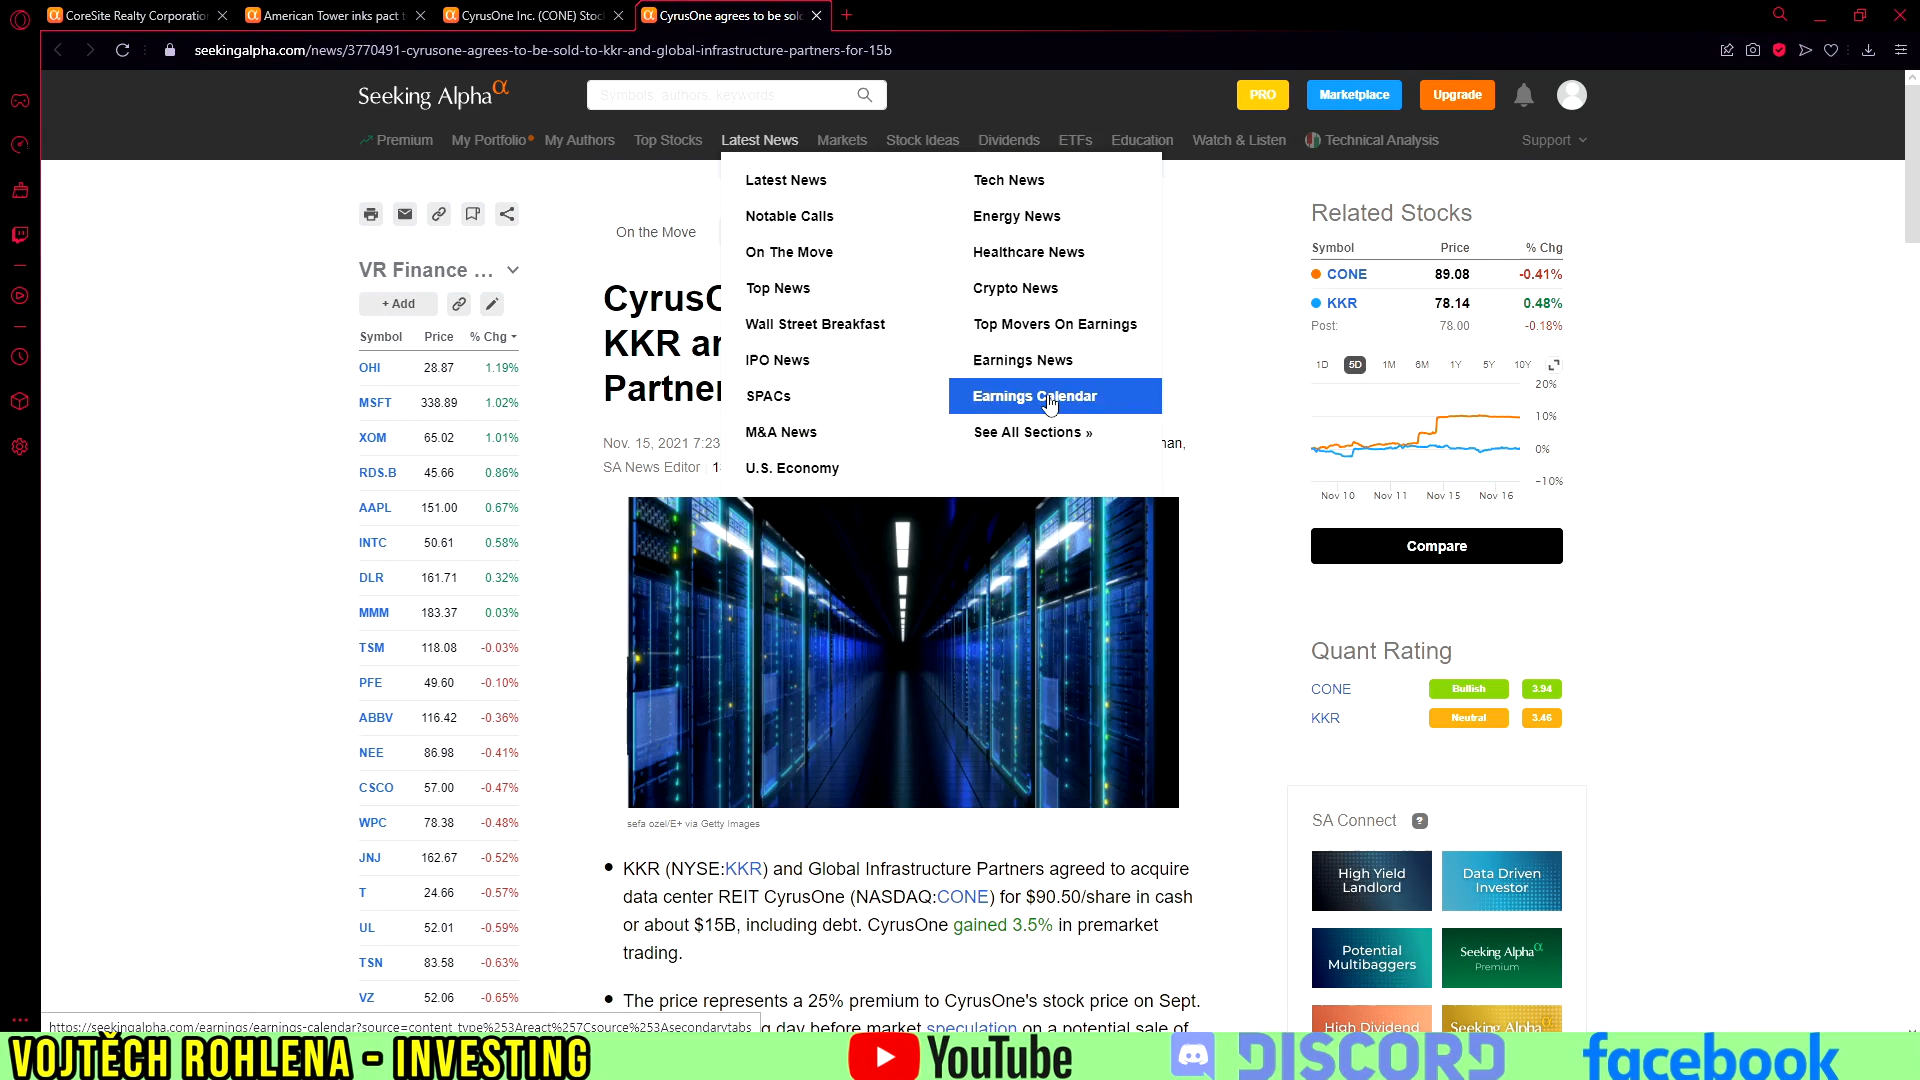 CoreSite Realty Corporation
American Tower inks pact t
CyrusOne Inc. (CONE) Stoc
CyrusOne agrees to be sol
seekingalpha.com/news/3770491-cyrusone-agrees-to-be-sold-to-kkr-and-global-infrastructure-partners-for-15b
Seeking Alpha α
Symbols, authors, keywords
PRO
Marketplace
Upgrade
Premium My Portfolio My Authors Top Stocks Latest News Markets Stock Ideas Dividends ETFs Education Watch & Listen Technical Analysis Support
Latest News
Notable Calls
On The Move
Top News
Wall Street Breakfast
IPO News
SPACs
M&A News
U.S. Economy
Tech News
Energy News
Healthcare News
Crypto News
Top Movers On Earnings
Earnings News
Earnings Calendar
See All Sections »
VR Finance ...
+ Add
Symbol Price % Chg
OHI 28.87 1.19%
MSFT 338.89 1.02%
XOM 65.02 1.01%
RDS.B 45.66 0.86%
AAPL 151.00 0.67%
INTC 50.61 0.58%
DLR 161.71 0.32%
MMM 183.37 0.03%
TSM 118.08 -0.03%
PFE 49.60 -0.10%
ABBV 116.42 -0.36%
NEE 86.98 -0.41%
CSCO 57.00 -0.47%
WPC 78.38 -0.48%
JNJ 162.67 -0.52%
T 24.66 -0.57%
UL 52.01 -0.59%
TSN 83.58 -0.63%
VZ 52.06 -0.65%
On the Move
CyrusO
KKR an
Partner
Nov. 15, 2021 7:23 nan,
SA News Editor 1
sefa ozel/E+ via Getty Images
• KKR (NYSE:KKR) and Global Infrastructure Partners agreed to acquire
data center REIT CyrusOne (NASDAQ:CONE) for $90.50/share in cash
or about $15B, including debt. CyrusOne gained 3.5% in premarket
trading.
• The price represents a 25% premium to CyrusOne's stock price on Sept.
g day before market speculation on a potential sale of
Related Stocks
Symbol Price % Chg
CONE 89.08 -0.41%
KKR 78.14 0.48%
Post: 78.00 -0.18%
1D 5D 1M 6M 1Y 5Y 10Y
20%
10%
0%
-10%
Nov 10 Nov 11 Nov 15 Nov 16
Compare
Quant Rating
CONE Bullish 3.94
KKR Neutral 3.46
SA Connect ?
High Yield
Landlord
Data Driven
Investor
Potential
Multibaggers
Seeking Alpha α
Premium
High Dividend
Seeking Alpha α
https://seekingalpha.com/earnings/earnings-calendar?source=content_type%253Areact%257Csource%253Asecondarytabs
VOJTĚCH ROHLENA - INVESTING
YouTube
DISCORD
facebook